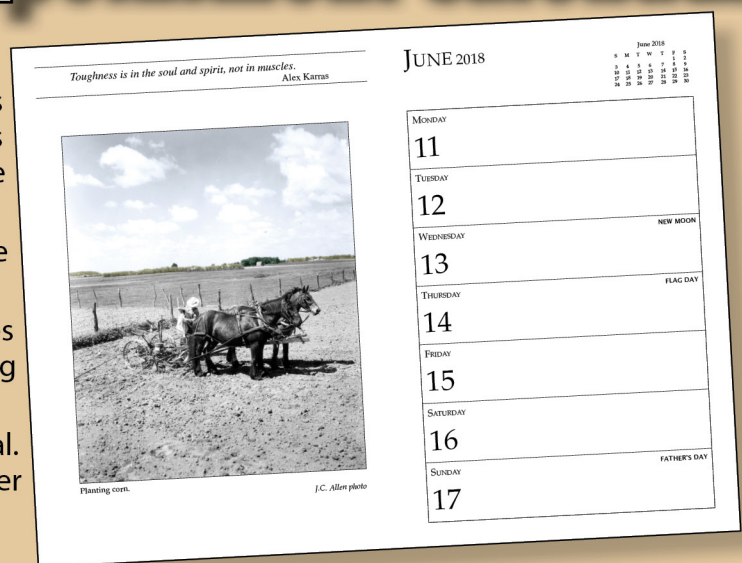 Toughness is in the soul and spirit, not in muscles.
Alex Karras
Planting corn.
J.C. Allen photo
JUNE 2018
June 2018
S M T W T F S
1 2
3 4 5 6 7 8 9
10 11 12 13 14 15 16
17 18 19 20 21 22 23
24 25 26 27 28 29 30
MONDAY
11
TUESDAY
12
WEDNESDAY
NEW MOON
13
THURSDAY
FLAG DAY
14
FRIDAY
15
SATURDAY
16
SUNDAY
FATHER'S DAY
17